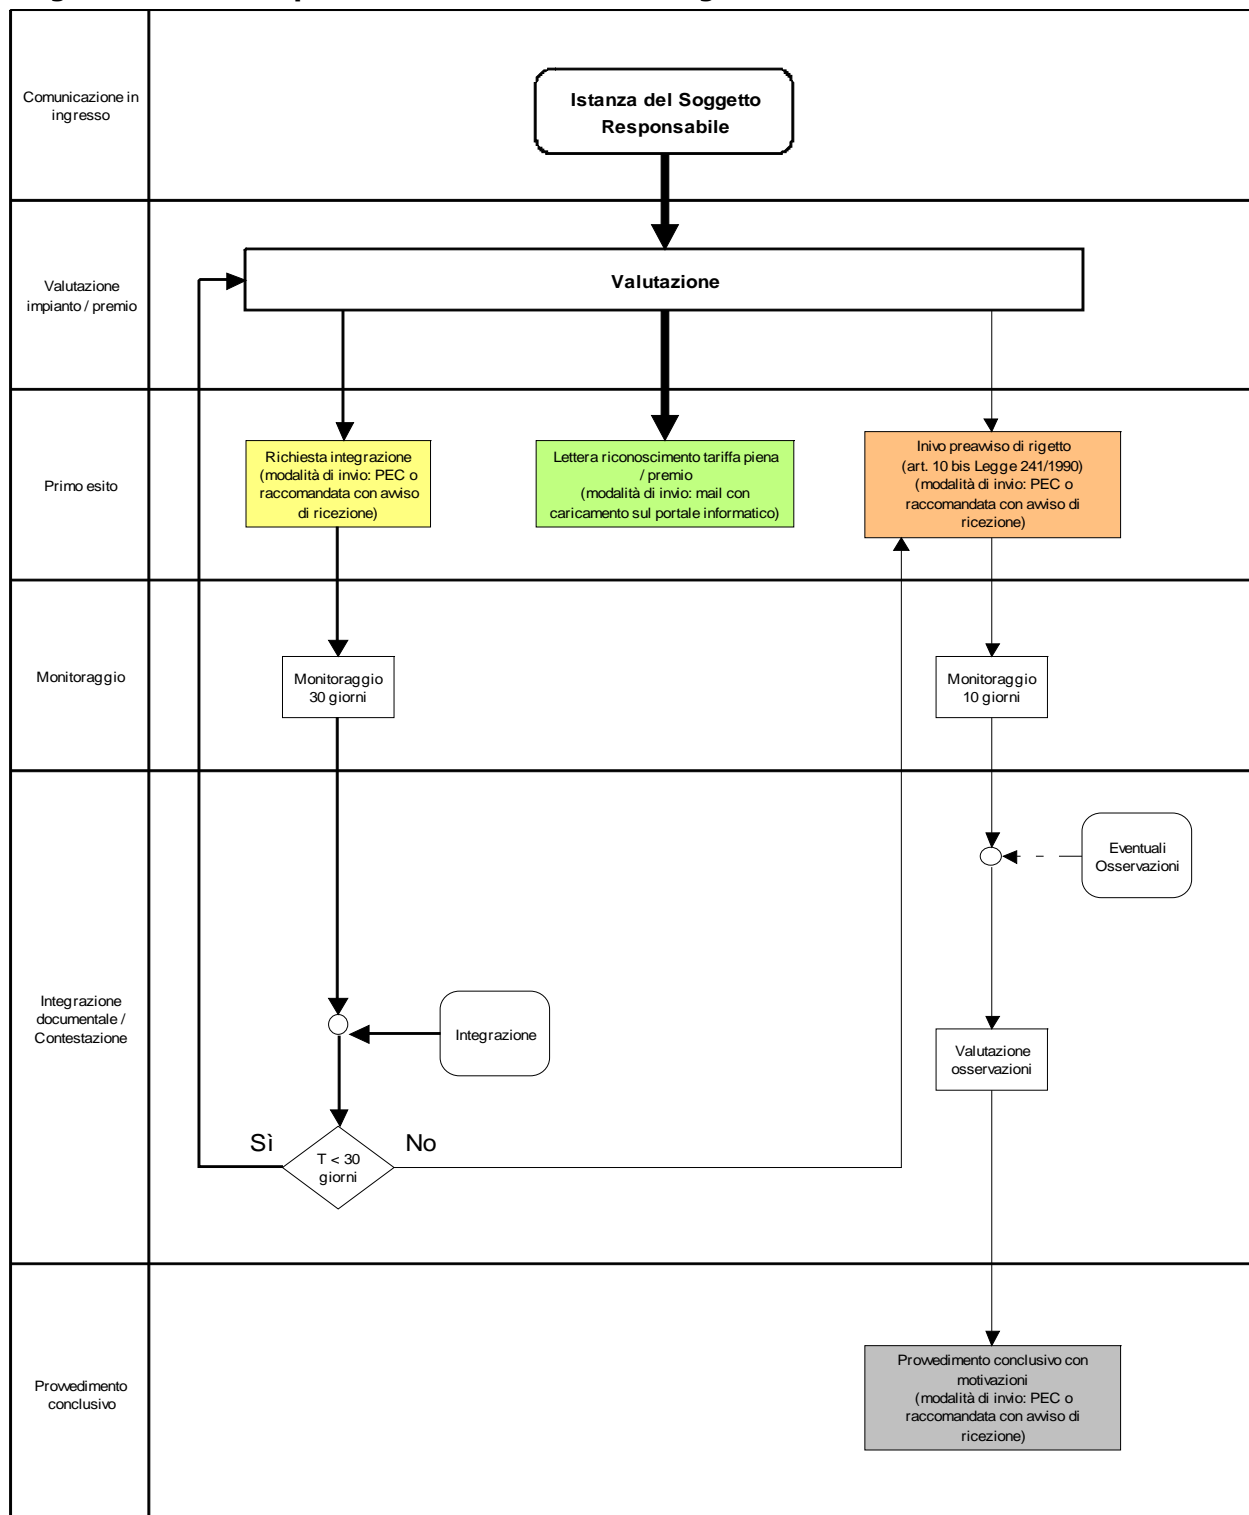 Comunicazione in
ingresso
Istanza del Soggetto
Responsabile
Valutazione
impianto / premio
Valutazione
Primo esito
Richiesta integrazione
(modalità di invio: PEC o
raccomandata con avviso
di ricezione)
Lettera riconoscimento tariffa piena
/ premio
(modalità di invio: mail con
caricamento sul portale informatico)
Inivo preavviso di rigetto
(art. 10 bis Legge 241/1990)
(modalità di invio: PEC o
raccomandata con avviso di
ricezione)
Monitoraggio
Monitoraggio
30 giorni
Monitoraggio
10 giorni
Integrazione
documentale /
Contestazione
Eventuali
Osservazioni
Integrazione
Valutazione
osservazioni
Sì
T < 30
giorni
No
Provvedimento
conclusivo
Provvedimento conclusivo con
motivazioni
(modalità di invio: PEC o
raccomandata con avviso di
ricezione)